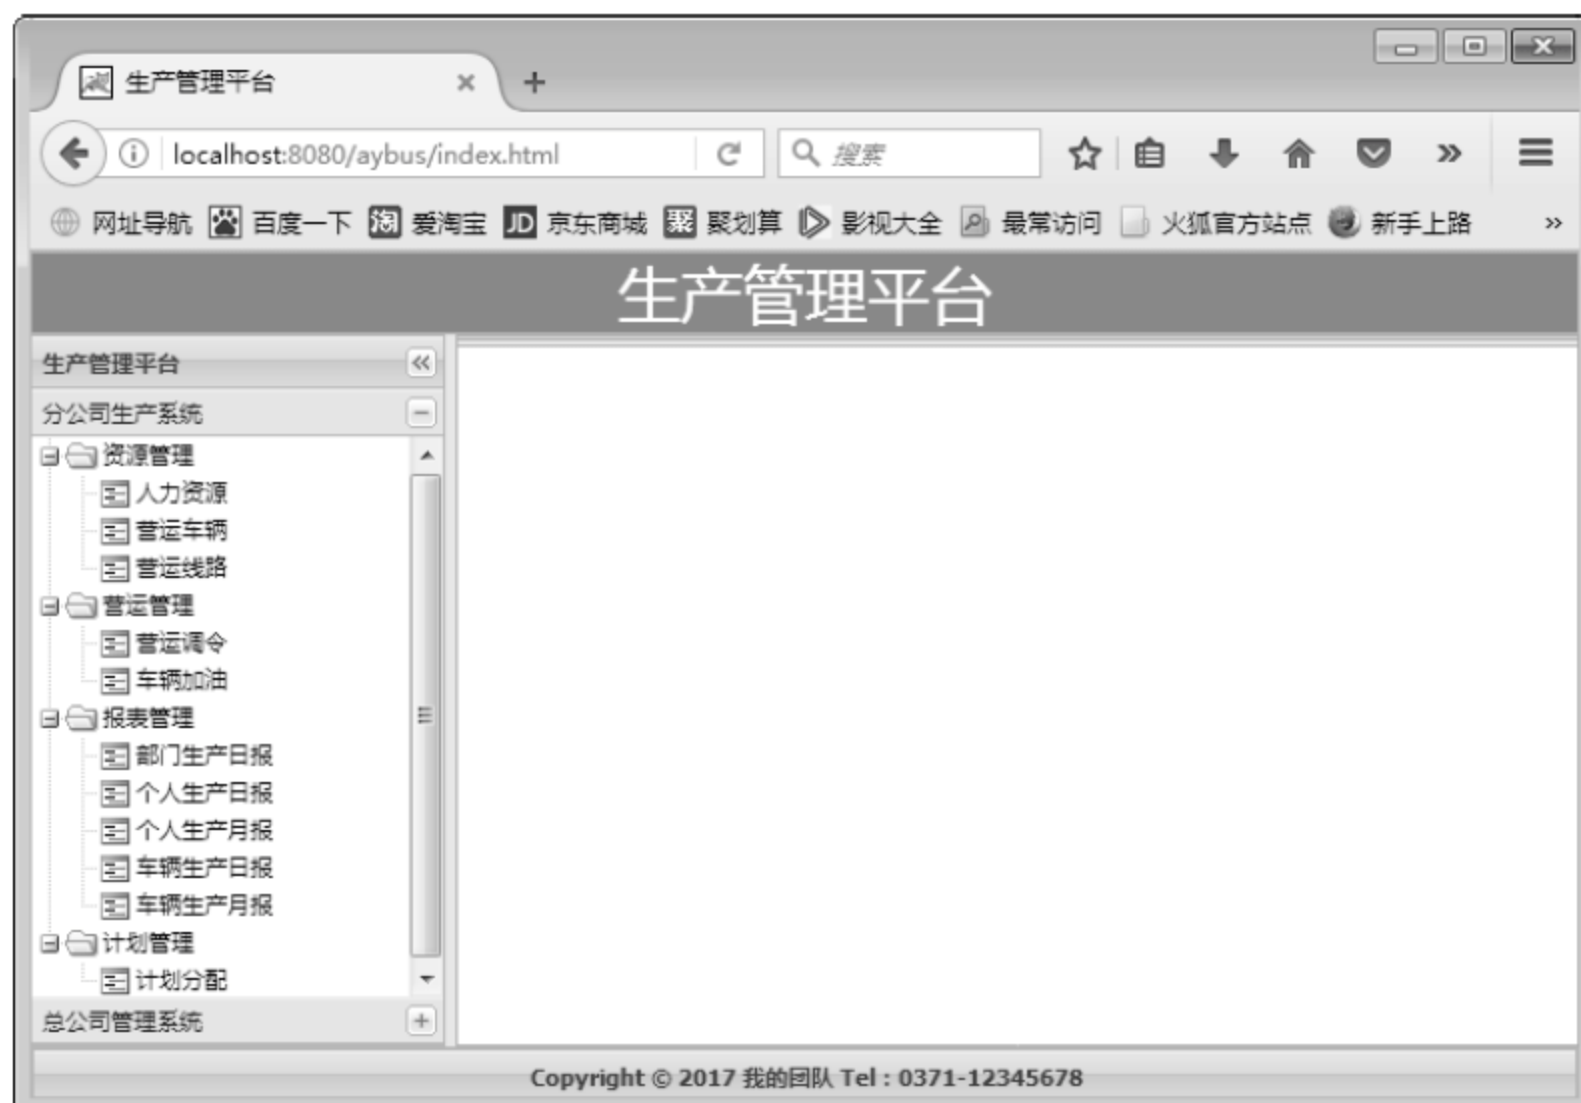 生产管理平台
localhost:8080/aybus/index.html 搜索
网址导航 百度一下 淘 爱淘宝 JD 京东商城 聚 聚划算 影视大全 最常访问 火狐官方站点 新手上路
生产管理平台
生产管理平台
分公司生产系统
资源管理
人力资源
营运车辆
营运线路
营运管理
营运调令
车辆加油
报表管理
部门生产日报
个人生产日报
个人生产月报
车辆生产日报
车辆生产月报
计划管理
计划分配
总公司管理系统
Copyright © 2017 我的团队 Tel : 0371-12345678